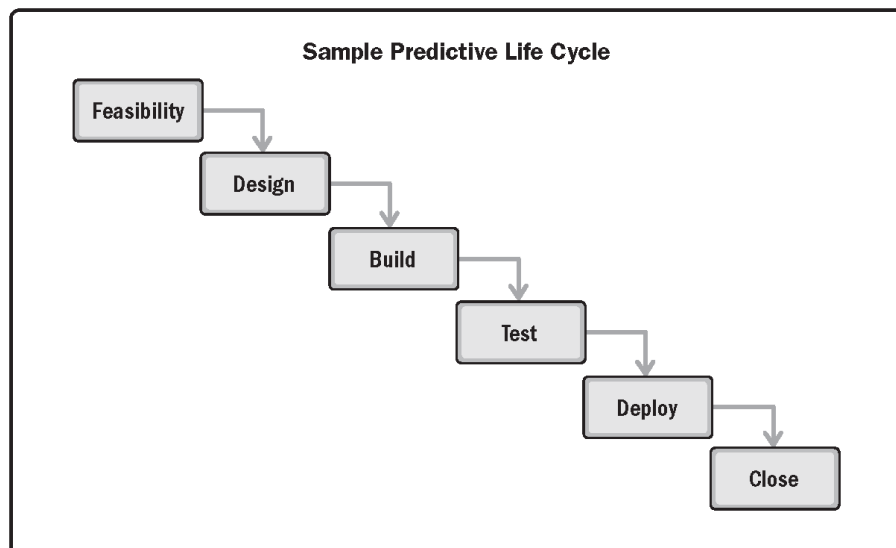 Sample Predictive Life Cycle
Feasibility
Design
Build
Test
Deploy
Close